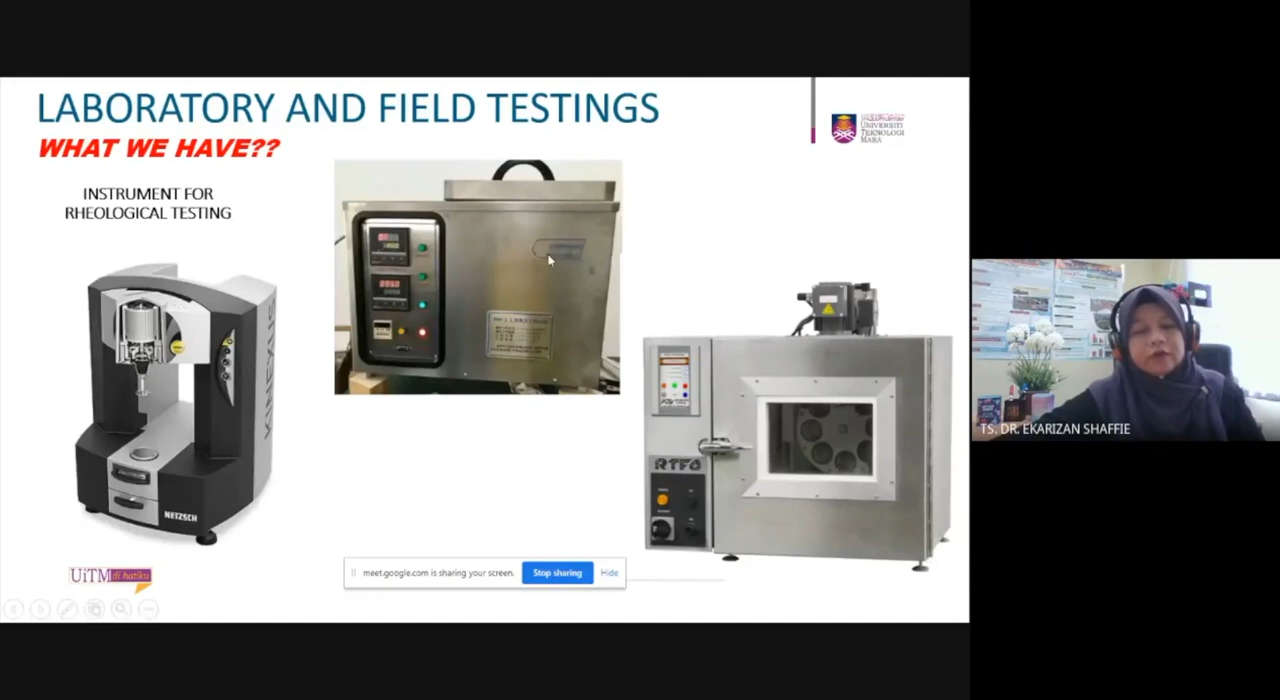 LABORATORY AND FIELD TESTINGS
WHAT WE HAVE??
UNIVERSITI
TEKNOLOGI
MARA
INSTRUMENT FOR
RHEOLOGICAL TESTING
KINEXUS
NETZSCH
RTFO
TS. DR. EKARIZAN SHAFFIE
UiTM di hatiku
meet.google.com is sharing your screen.
Stop sharing
Hide